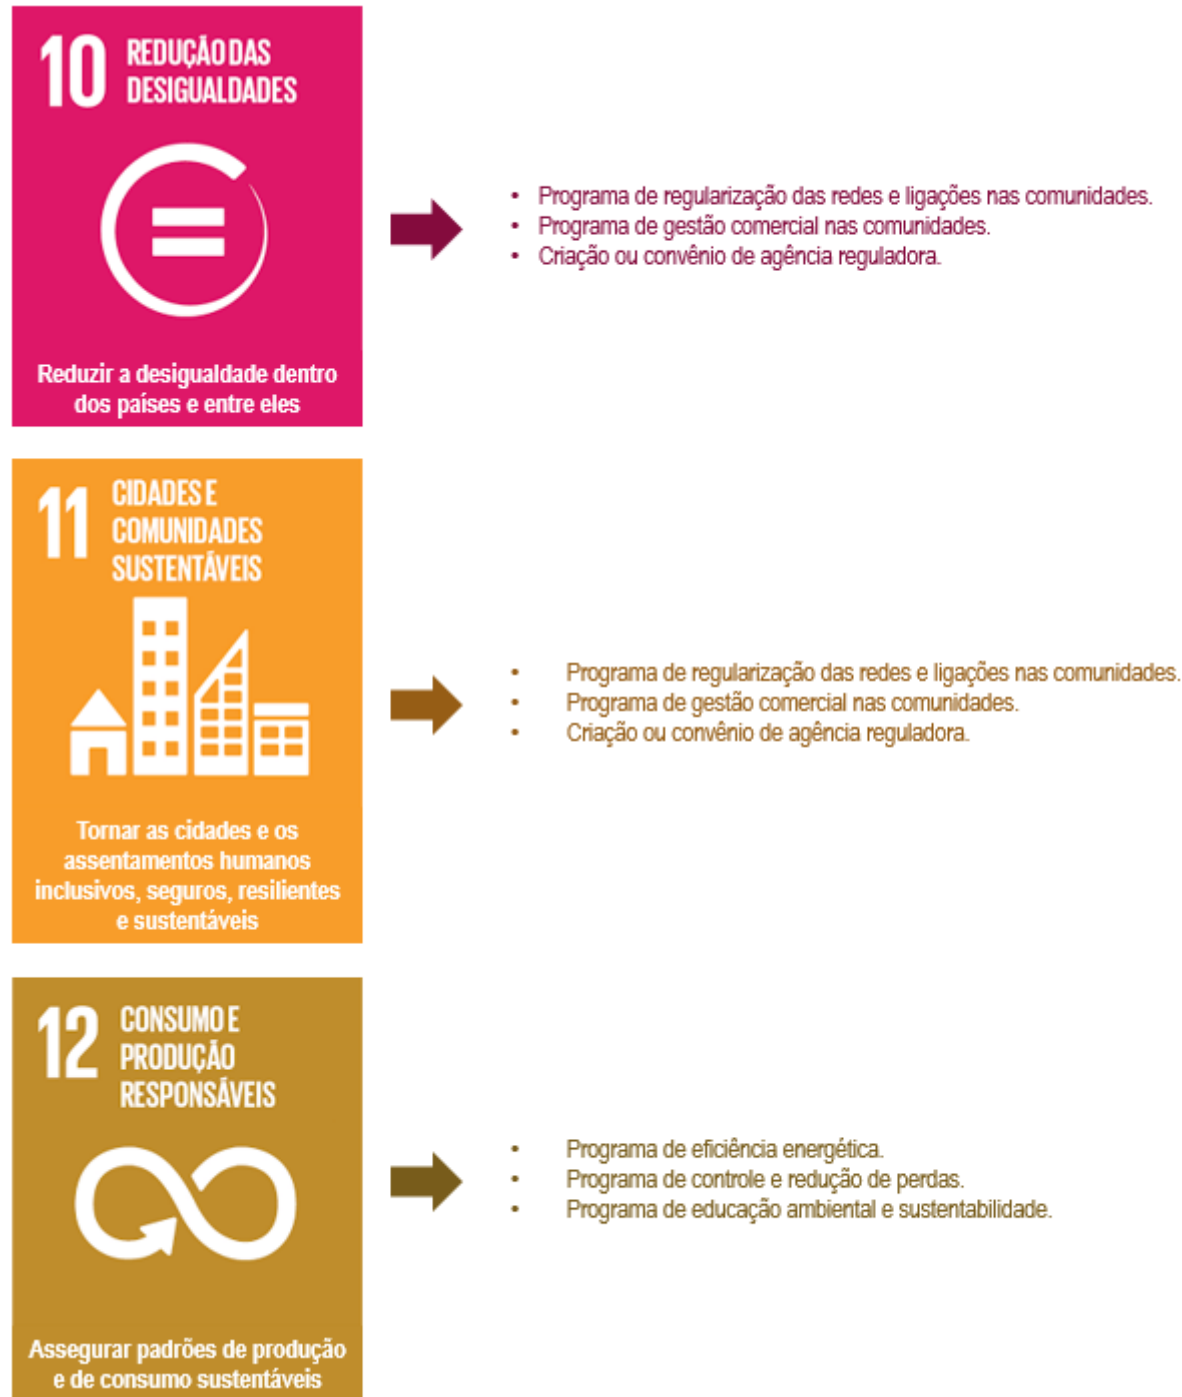 10 REDUÇÃO DAS
DESIGUALDADES
Reduzir a desigualdade dentro
dos países e entre eles
• Programa de regularização das redes e ligações nas comunidades.
• Programa de gestão comercial nas comunidades.
• Criação ou convênio de agência reguladora.
11 CIDADES E
COMUNIDADES
SUSTENTÁVEIS
Tornar as cidades e os
assentamentos humanos
inclusivos, seguros, resilientes
e sustentáveis
• Programa de regularização das redes e ligações nas comunidades.
• Programa de gestão comercial nas comunidades.
• Criação ou convênio de agência reguladora.
12 CONSUMO E
PRODUÇÃO
RESPONSÁVEIS
Assegurar padrões de produção
e de consumo sustentáveis
• Programa de eficiência energética.
• Programa de controle e redução de perdas.
• Programa de educação ambiental e sustentabilidade.